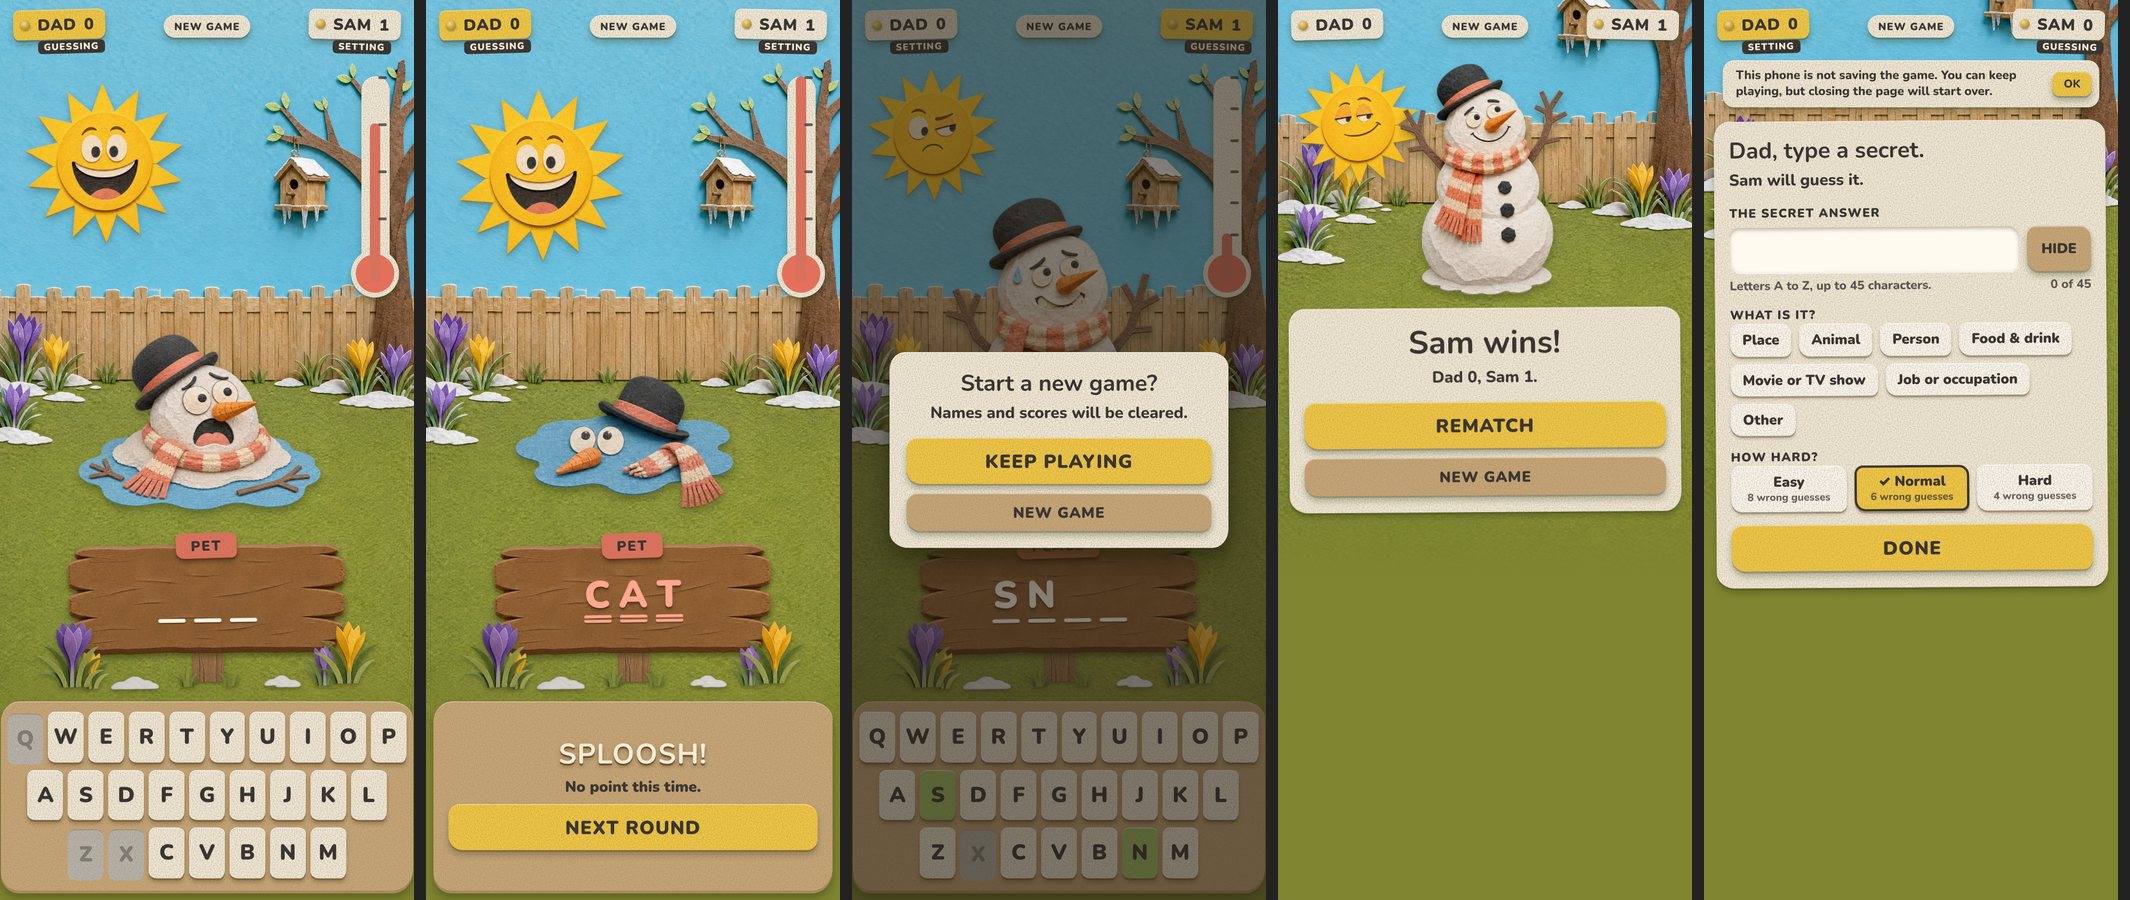 DAD 0
GUESSING
NEW GAME
SAM 1
SETTING
PET
Q W E R T Y U I O P
A S D F G H J K L
Z X C V B N M
DAD 0
GUESSING
NEW GAME
SAM 1
SETTING
PET
CAT
SPLOOSH!
No point this time.
NEXT ROUND
DAD 0
SETTING
NEW GAME
SAM 1
GUESSING
Start a new game?
Names and scores will be cleared.
KEEP PLAYING
NEW GAME
S N
Q W E R T Y U I O P
A S D F G H J K L
Z X C V B N M
DAD 0
NEW GAME
SAM 1
Sam wins!
Dad 0, Sam 1.
REMATCH
NEW GAME
DAD 0
SETTING
NEW GAME
SAM 0
GUESSING
This phone is not saving the game. You can keep
playing, but closing the page will start over.
OK
Dad, type a secret.
Sam will guess it.
THE SECRET ANSWER
HIDE
Letters A to Z, up to 45 characters.
0 of 45
WHAT IS IT?
Place Animal Person Food & drink
Movie or TV show Job or occupation
Other
HOW HARD?
Easy
8 wrong guesses
✓ Normal
6 wrong guesses
Hard
4 wrong guesses
DONE